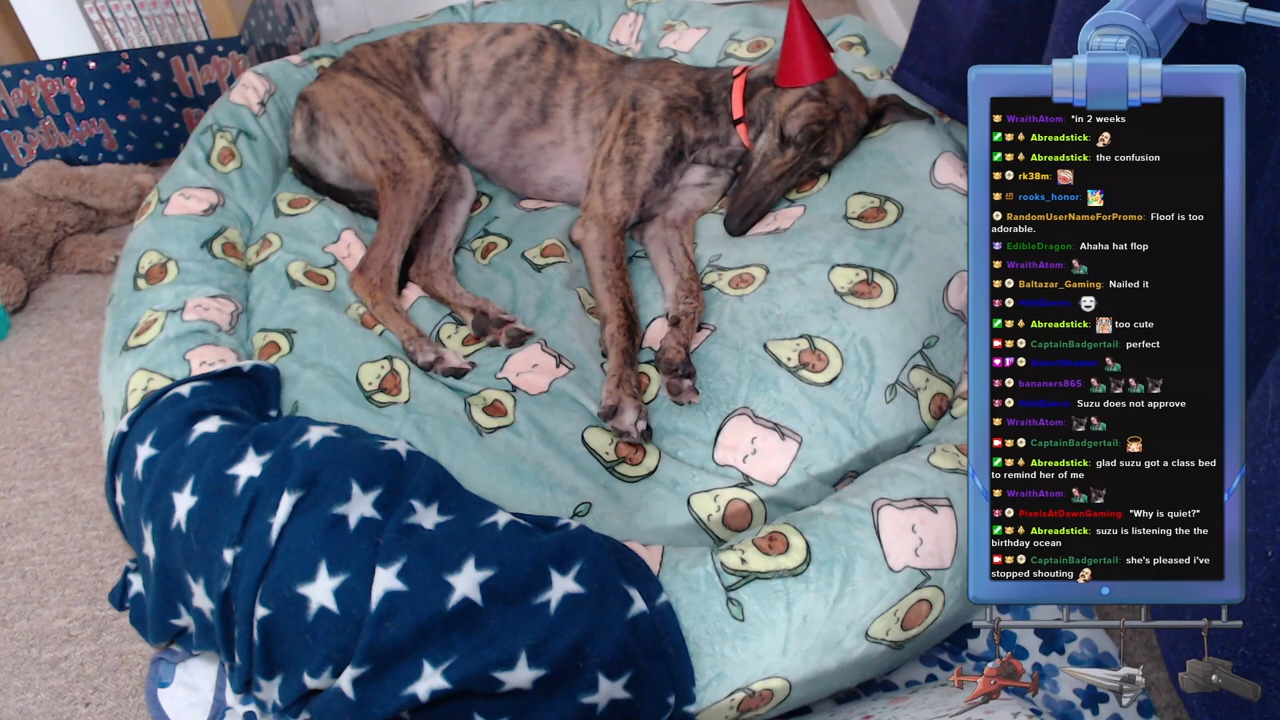 Happy
Birthday
Happy
WraithAtom: *in 2 weeks
Abreadstick:
Abreadstick: the confusion
rk38m:
rooks_honor:
RandomUserNameForPromo: Floof is too
adorable.
EdibleDragon: Ahaha hat flop
WraithAtom:
Baltazar_Gaming: Nailed it
Abreadstick: too cute
CaptainBadgertail: perfect
bananers865:
Suzu does not approve
WraithAtom:
CaptainBadgertail:
Abreadstick: glad suzu got a class bed
to remind her of me
WraithAtom:
PixelsAtDawnGaming: "Why is quiet?"
Abreadstick: suzu is listening the the
birthday ocean
CaptainBadgertail: she's pleased i've
stopped shouting